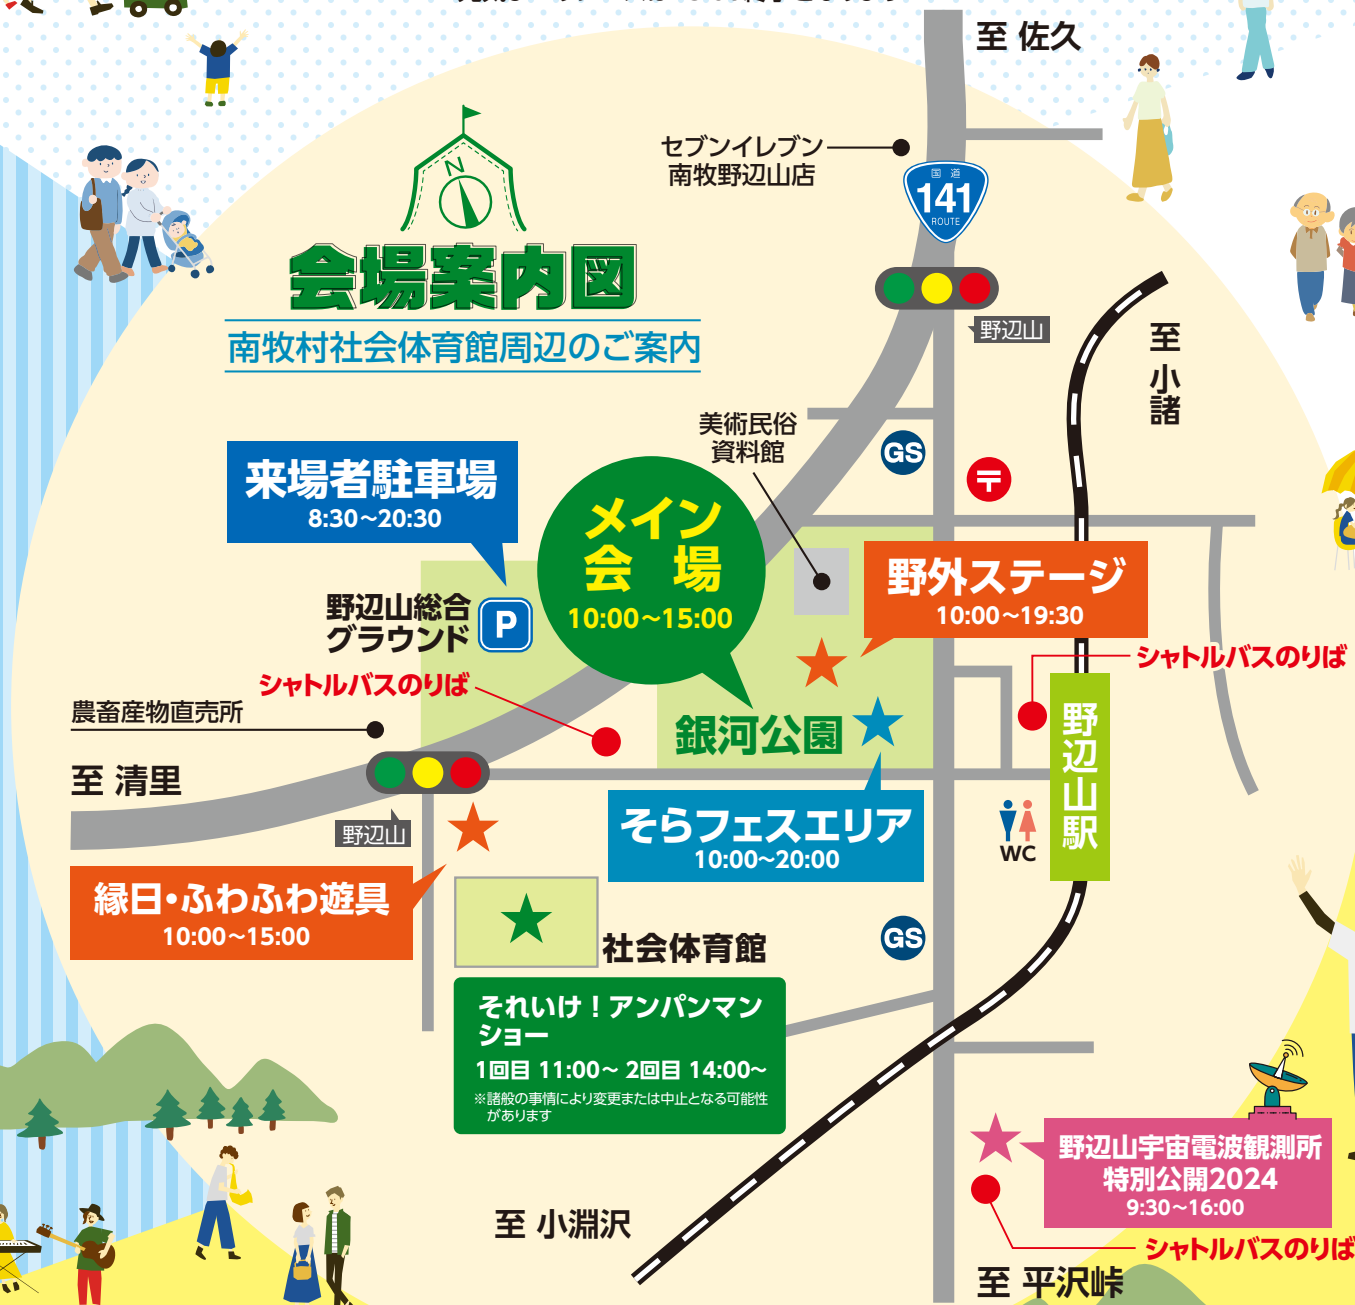 至 佐久
セブンイレブン
南牧野辺山店
国道
141
ROUTE
N
会場案内図
南牧村社会体育館周辺のご案内
野辺山
至 小諸
美術民俗
資料館
GS
〒
来場者駐車場
8:30～20:30
メイン
会 場
10:00～15:00
野外ステージ
10:00～19:30
野辺山総合
グラウンド
P
シャトルバスのりば
シャトルバスのりば
農畜産物直売所
銀河公園
野辺山駅
至 清里
野辺山
そらフェスエリア
10:00～20:00
WC
縁日・ふわふわ遊具
10:00～15:00
社会体育館
GS
それいけ！アンパンマン
ショー
1回目 11:00～ 2回目 14:00～
※諸般の事情により変更または中止となる可能性
があります
野辺山宇宙電波観測所
特別公開2024
9:30～16:00
至 小淵沢
シャトルバスのりば
至 平沢峠